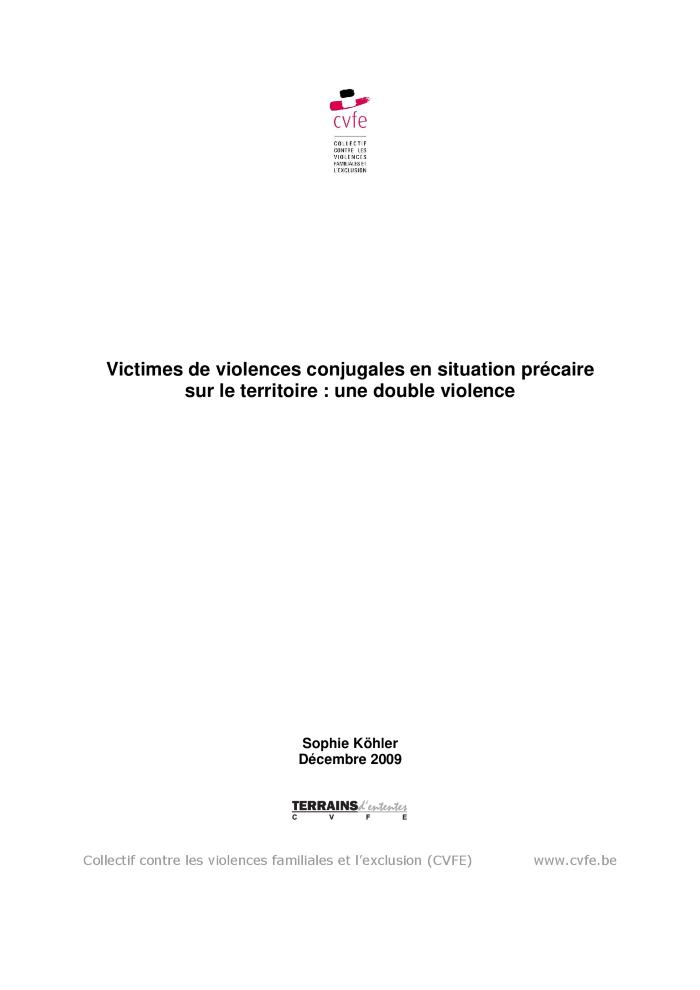 cvfe
COLLECTIF
CONTRE LES
VIOLENCES
FAMILIALES ET
L'EXCLUSION
Victimes de violences conjugales en situation précaire
sur le territoire : une double violence
Sophie Köhler
Décembre 2009
TERRAINS d'ententes
C V F E
Collectif contre les violences familiales et l'exclusion (CVFE) www.cvfe.be